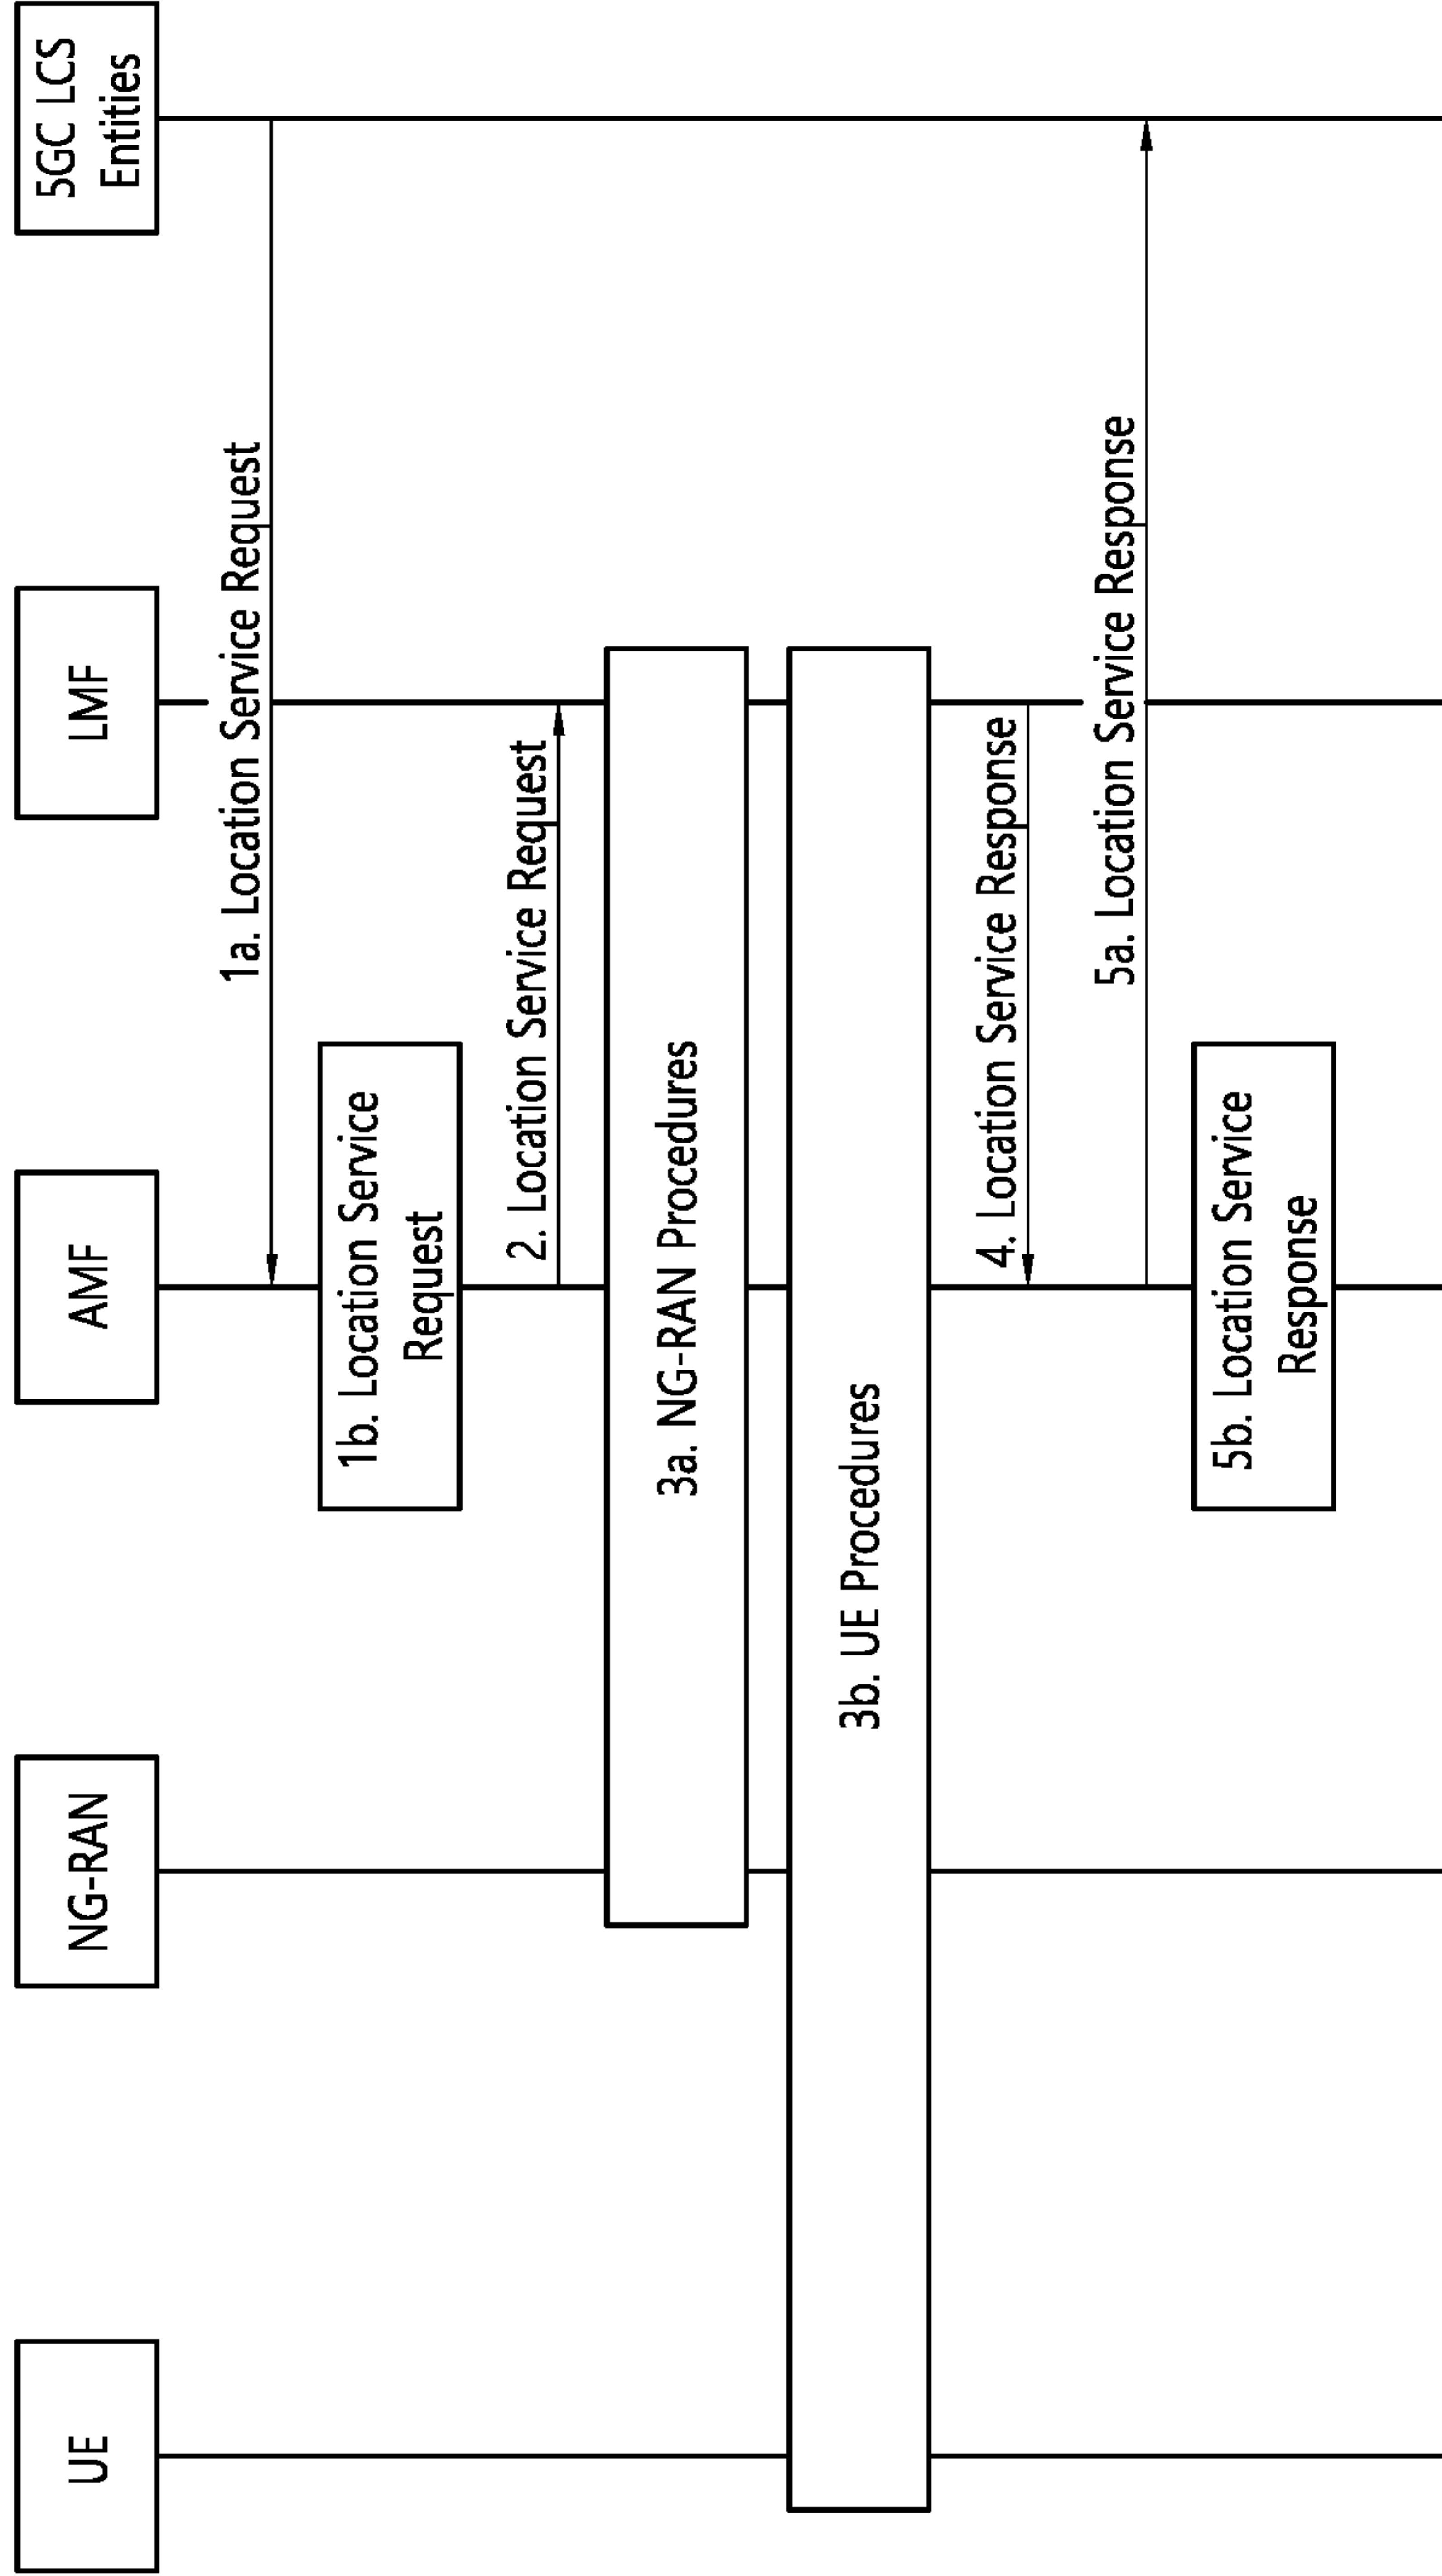 UE
NG-RAN
AMF
LMF
5GC LCS
Entities
1a. Location Service Request
1b. Location Service
Request
2. Location Service Request
3a. NG-RAN Procedures
3b. UE Procedures
4. Location Service Response
5a. Location Service Response
5b. Location Service
Response